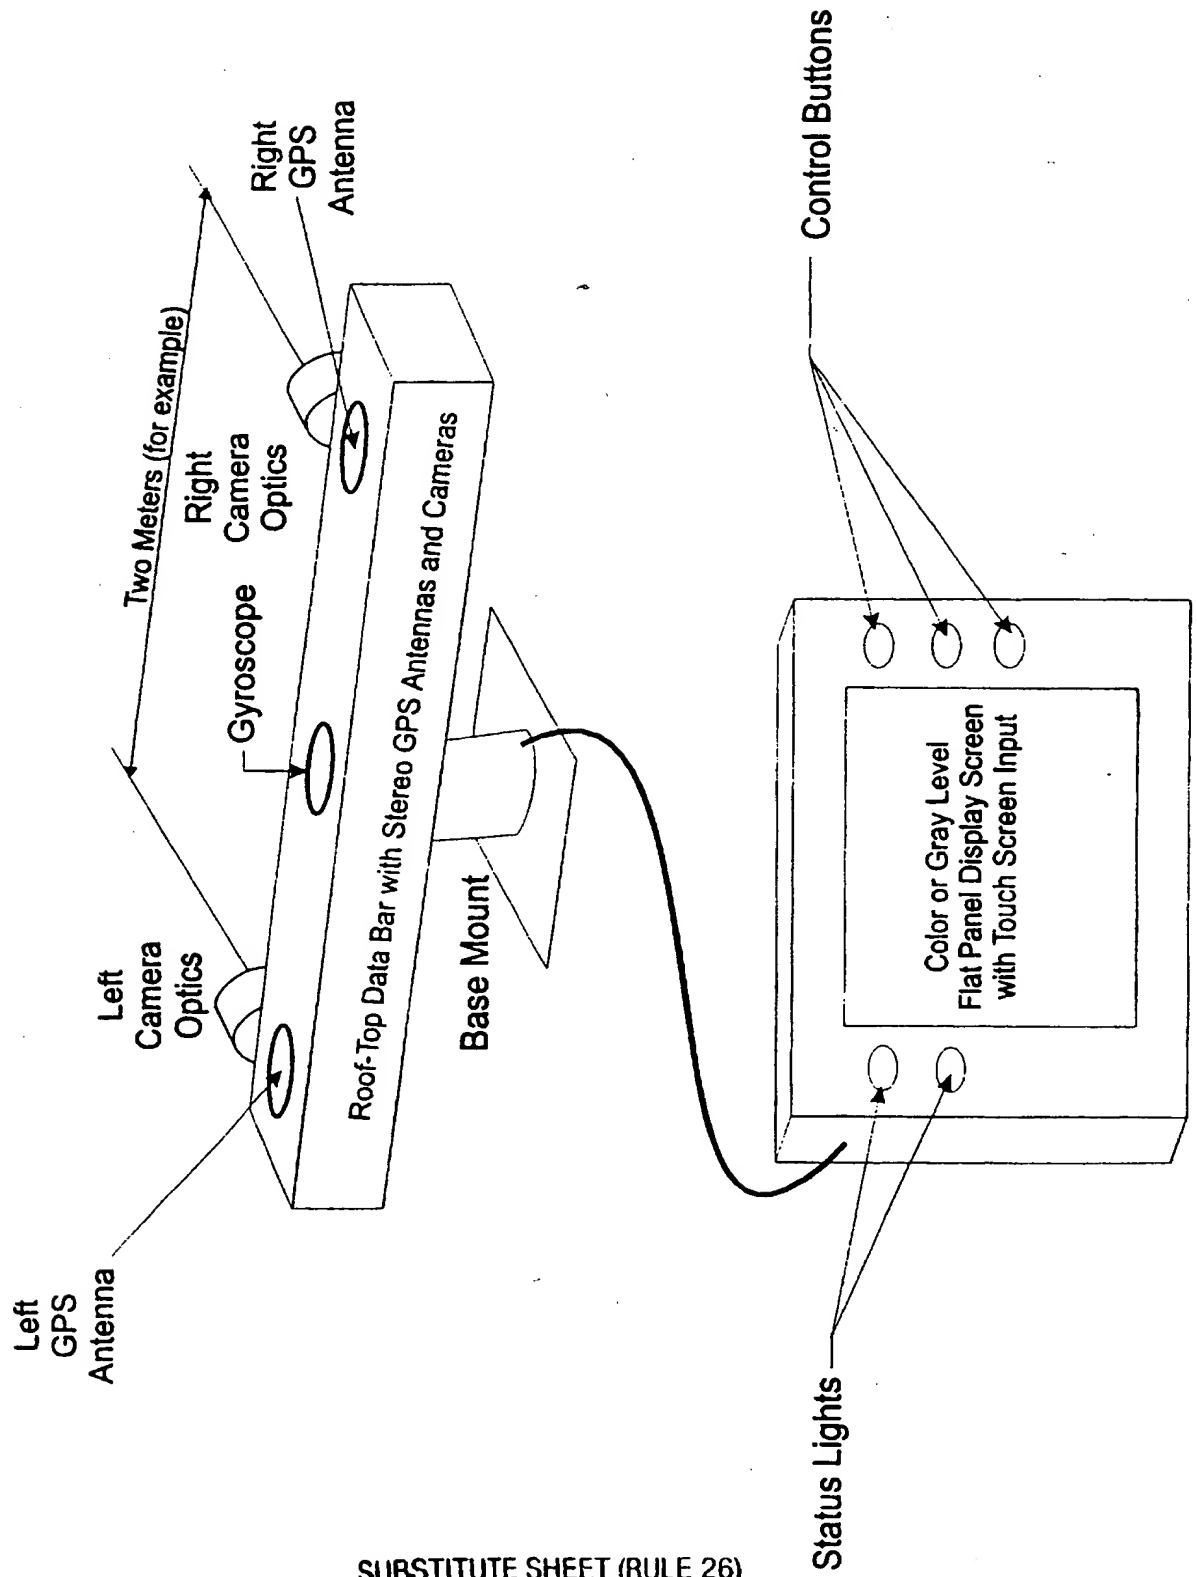 Left
GPS
Antenna
Left
Camera
Optics
Gyroscope
Two Meters (for example)
Right
Camera
Optics
Right
GPS
Antenna
Roof-Top Data Bar with Stereo GPS Antennas and Cameras
Base Mount
Status Lights
Color or Gray Level
Flat Panel Display Screen
with Touch Screen Input
Control Buttons
SUBSTITUTE SHEET (RULE 26)